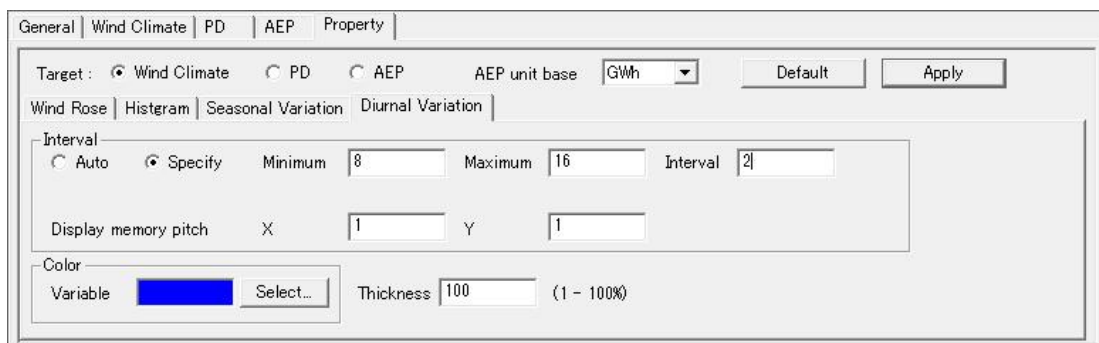 General Wind Climate PD AEP Property
Target : Wind Climate PD AEP AEP unit base GWh Default Apply
Wind Rose Histgram Seasonal Variation Diurnal Variation
Interval
Auto Specify Minimum 8 Maximum 16 Interval 2
Display memory pitch X 1 Y 1
Color
Variable Select... Thickness 100 (1 - 100%)